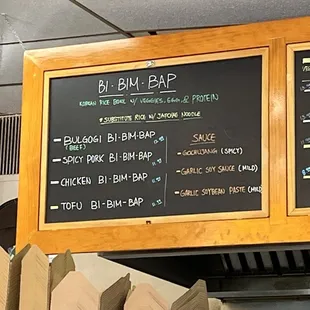 BI·BIM·BAP
KOREAN RICE BOWL W/ VEGGIES, EGG, & PROTEIN
*SUBSTITUTE RICE W/ JAPCHAE NOODLE
BULGOGI BI-BIM-BAP
(BEEF)
SPICY PORK BI-BIM-BAP
CHICKEN BI-BIM-BAP
TOFU BI-BIM-BAP
SAUCE
- GOCHUJANG (SPICY)
- GARLIC SOY SAUCE (MILD)
- GARLIC SOYBEAN PASTE (MILD)